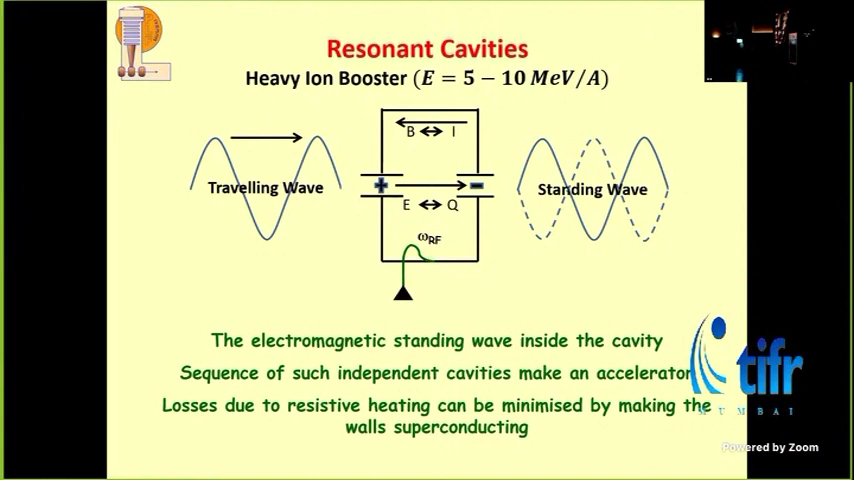 Resonant Cavities
Heavy Ion Booster (E = 5 − 10 MeV/A)
B ↔ I
Travelling Wave
+
−
Standing Wave
E ↔ Q
ωRF
The electromagnetic standing wave inside the cavity
Sequence of such independent cavities make an accelerator
Losses due to resistive heating can be minimised by making the
walls superconducting
tifr
MUMBAI
Powered by Zoom